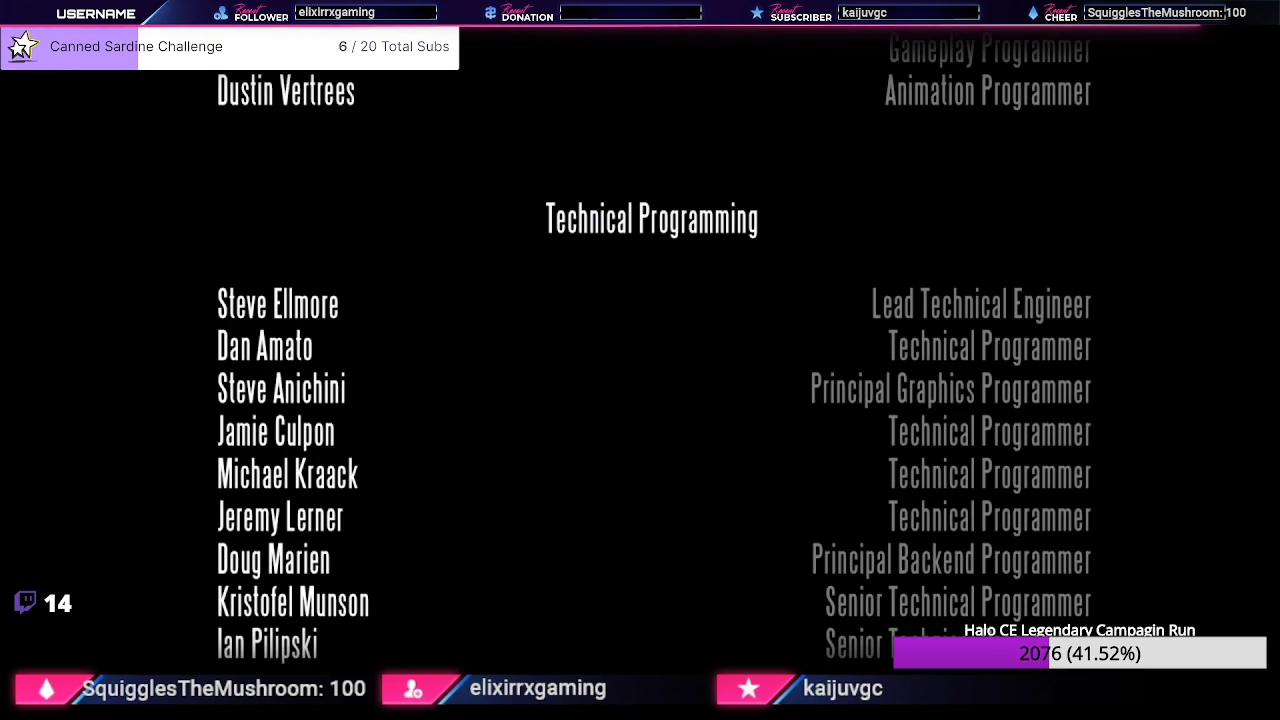 USERNAME
Recent FOLLOWER elixirrxgaming
Recent DONATION
Recent SUBSCRIBER kaijuvgc
Recent CHEER SquigglesTheMushroom: 100
Canned Sardine Challenge 6 / 20 Total Subs
Gameplay Programmer
Dustin Vertrees Animation Programmer
Technical Programming
Steve Ellmore Lead Technical Engineer
Dan Amato Technical Programmer
Steve Anichini Principal Graphics Programmer
Jamie Culpon Technical Programmer
Michael Kraack Technical Programmer
Jeremy Lerner Technical Programmer
Doug Marien Principal Backend Programmer
14
Kristofel Munson Senior Technical Programmer
Halo CE Legendary Campagin Run
Ian Pilipski Senior
2076 (41.52%)
SquigglesTheMushroom: 100
elixirrxgaming
kaijuvgc